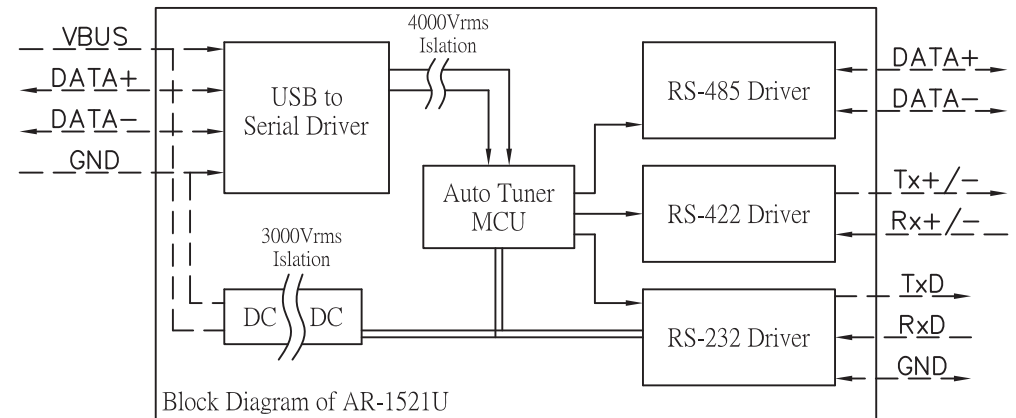 VBUS
DATA+
DATA-
GND
USB to
Serial Driver
4000Vrms
Islation
Auto Tuner
MCU
3000Vrms
Islation
DC DC
RS-485 Driver
DATA+
DATA-
RS-422 Driver
Tx+/-
Rx+/-
RS-232 Driver
TxD
RxD
GND
Block Diagram of AR-1521U